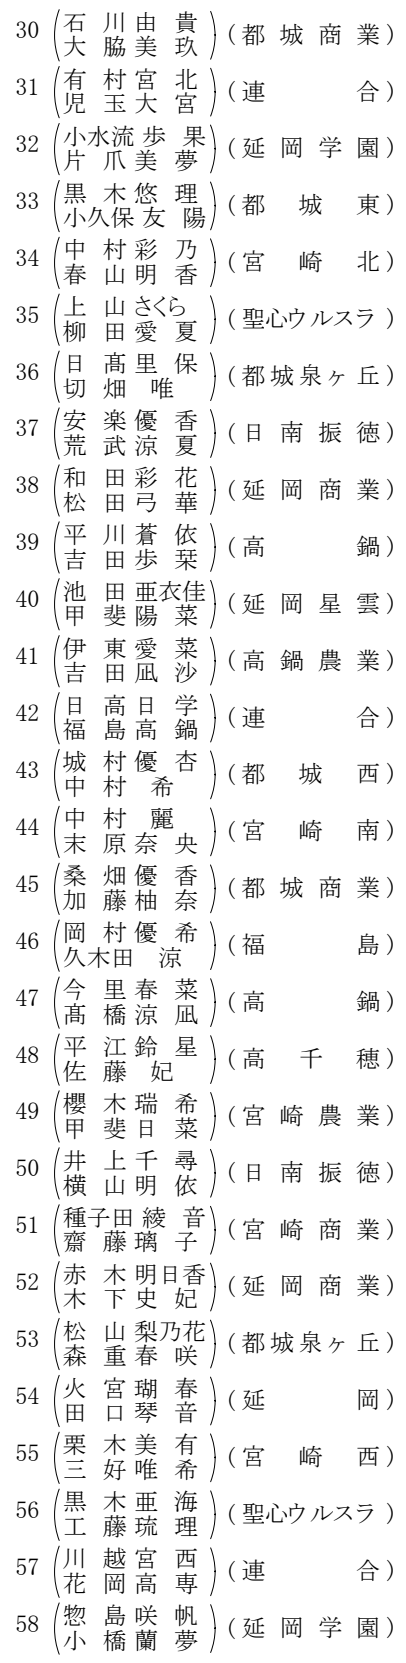 30 石川由貴 大脇美玖 (都城商業)
31 有村宮北 児玉大宮 (連合)
32 小水流歩果 片爪美夢 (延岡学園)
33 黒木悠理 小久保友陽 (都城東)
34 中村彩乃 春山明香 (宮崎北)
35 上山さくら 柳田愛夏 (聖心ウルスラ)
36 日髙里保 切畑唯 (都城泉ヶ丘)
37 安楽優香 荒武涼夏 (日南振徳)
38 和田彩花 松田弓華 (延岡商業)
39 平川蒼依 吉田歩栞 (高鍋)
40 池田亜衣佳 甲斐陽菜 (延岡星雲)
41 伊東愛菜 吉田凪沙 (高鍋農業)
42 日高日学 福島高鍋 (連合)
43 城村優杏 中村希 (都城西)
44 中村麗 末原奈央 (宮崎南)
45 桑畑優香 加藤柚奈 (都城商業)
46 岡村優希 久木田涼 (福島)
47 今里春菜 髙橋涼凪 (高鍋)
48 平江鈴星 佐藤妃 (高千穂)
49 櫻木瑞希 甲斐日菜 (宮崎農業)
50 井上千尋 横山明依 (日南振徳)
51 種子田綾音 齋藤璃子 (宮崎商業)
52 赤木明日香 木下史妃 (延岡商業)
53 松山梨乃花 森重春咲 (都城泉ヶ丘)
54 火宮瑚春 田口琴音 (延岡)
55 栗木美有 三好唯希 (宮崎西)
56 黒木亜海 工藤琉理 (聖心ウルスラ)
57 川越宮西 花岡高専 (連合)
58 惣島咲帆 小橋蘭夢 (延岡学園)